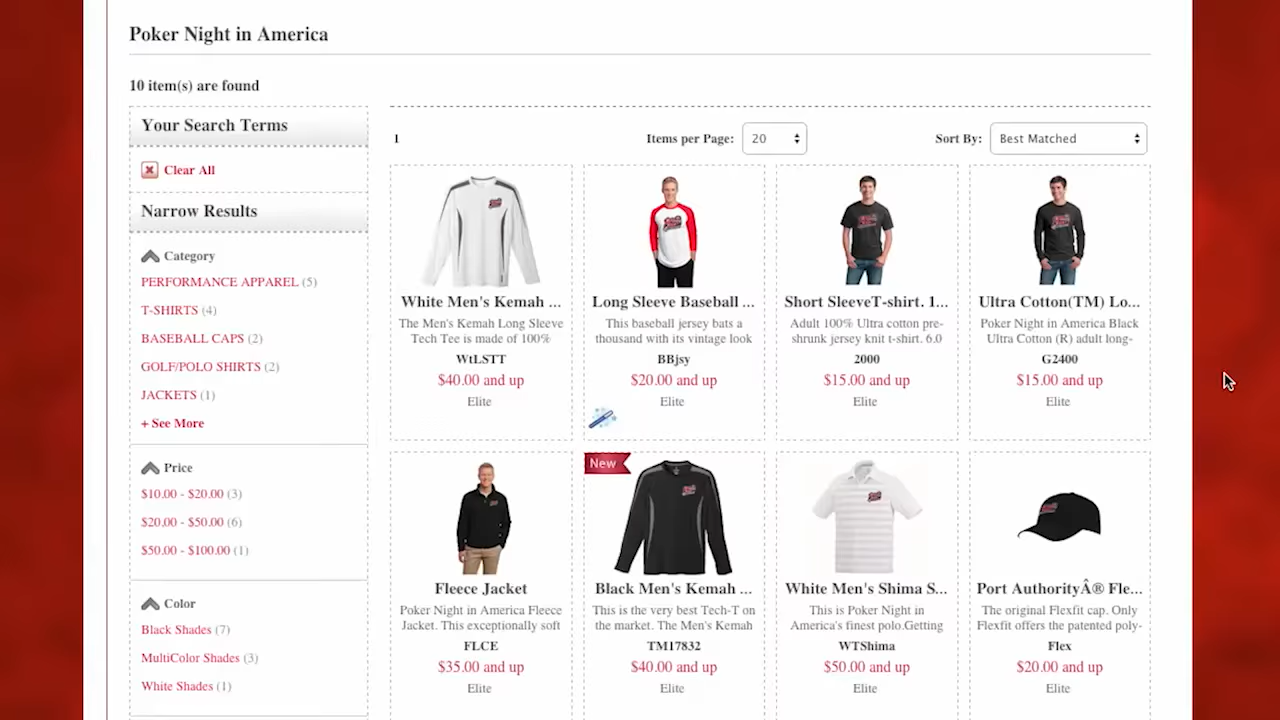 Poker Night in America
10 item(s) are found
Your Search Terms
Clear All
Narrow Results
Category
PERFORMANCE APPAREL (5)
T-SHIRTS (4)
BASEBALL CAPS (2)
GOLF/POLO SHIRTS (2)
JACKETS (1)
+ See More
Price
$10.00 - $20.00 (3)
$20.00 - $50.00 (6)
$50.00 - $100.00 (1)
Color
Black Shades (7)
MultiColor Shades (3)
White Shades (1)
1
Items per Page: 20
Sort By: Best Matched
White Men's Kemah ...
The Men's Kemah Long Sleeve
Tech Tee is made of 100%
WtLSTT
$40.00 and up
Elite
Long Sleeve Baseball ...
This baseball jersey bats a
thousand with its vintage look
BBjsy
$20.00 and up
Elite
Short SleeveT-shirt. 1...
Adult 100% Ultra cotton pre-
shrunk jersey knit t-shirt. 6.0
2000
$15.00 and up
Elite
Ultra Cotton(TM) Lo...
Poker Night in America Black
Ultra Cotton (R) adult long-
G2400
$15.00 and up
Elite
Fleece Jacket
Poker Night in America Fleece
Jacket. This exceptionally soft
FLCE
$35.00 and up
Elite
New
Black Men's Kemah ...
This is the very best Tech-T on
the market. The Men's Kemah
TM17832
$40.00 and up
Elite
White Men's Shima S...
This is Poker Night in
America's finest polo.Getting
WTShima
$50.00 and up
Elite
Port AuthorityÂ® Fle...
The original Flexfit cap. Only
Flexfit offers the patented poly-
Flex
$20.00 and up
Elite